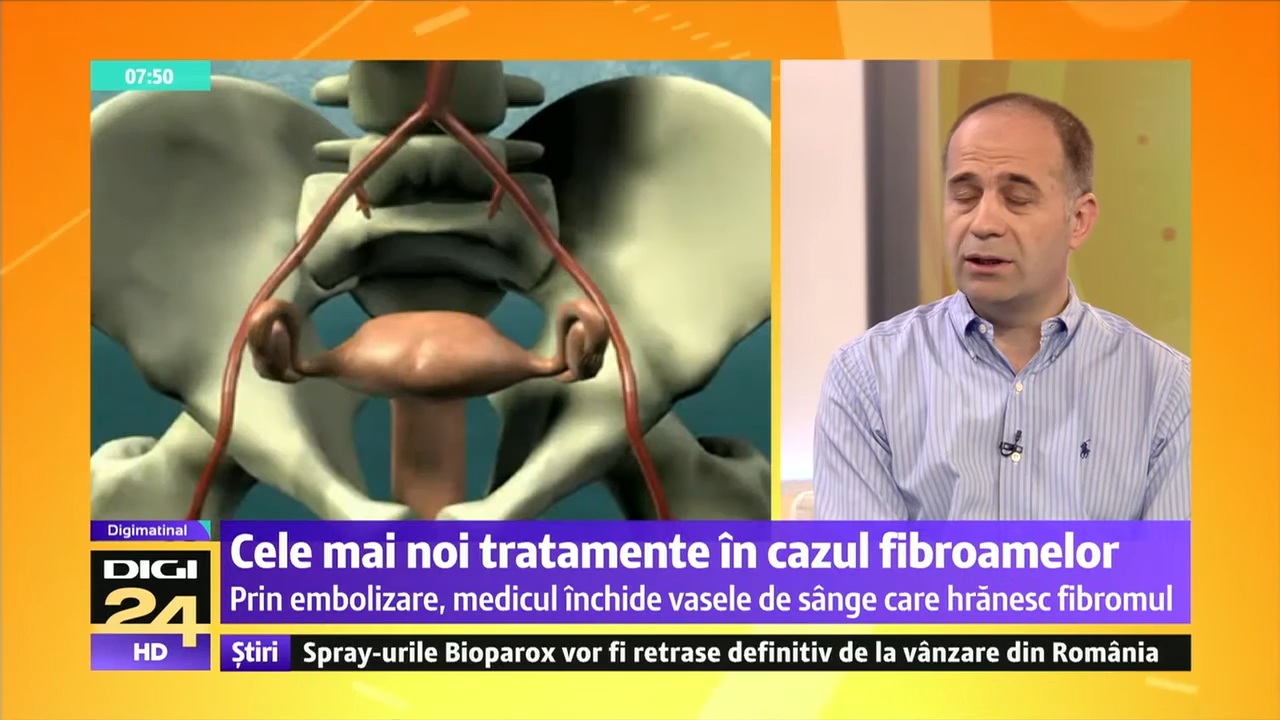 07:50
Digimatinal
Cele mai noi tratamente în cazul fibroamelor
Prin embolizare, medicul închide vasele de sânge care hrănesc fibromul
DIGI
24
HD
Știri
Spray-urile Bioparox vor fi retrase definitiv de la vânzare din România